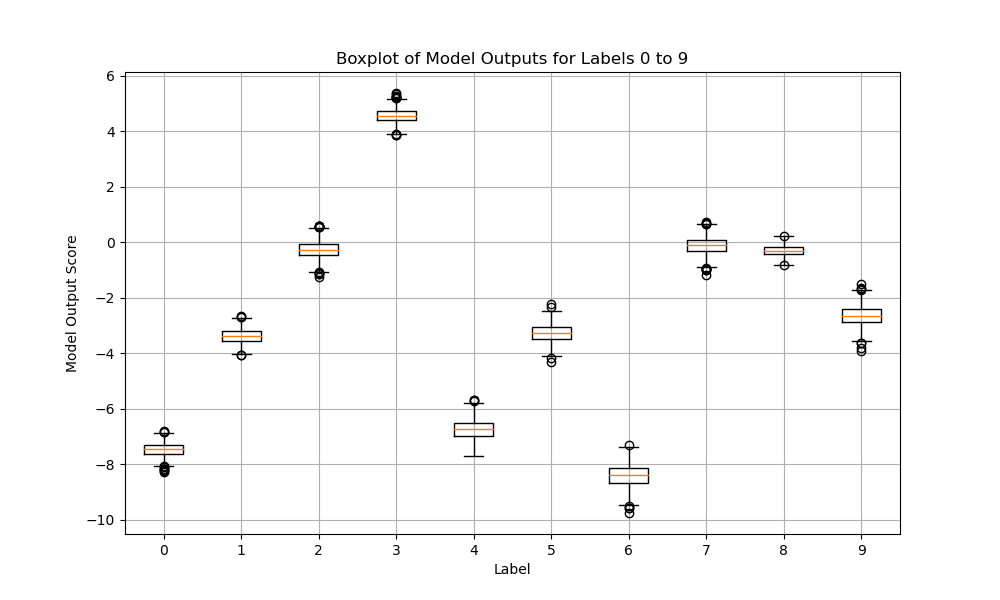 Boxplot of Model Outputs for Labels 0 to 9
6
4
2
0
−2
−4
−6
−8
−10
Model Output Score
0 1 2 3 4 5 6 7 8 9
Label